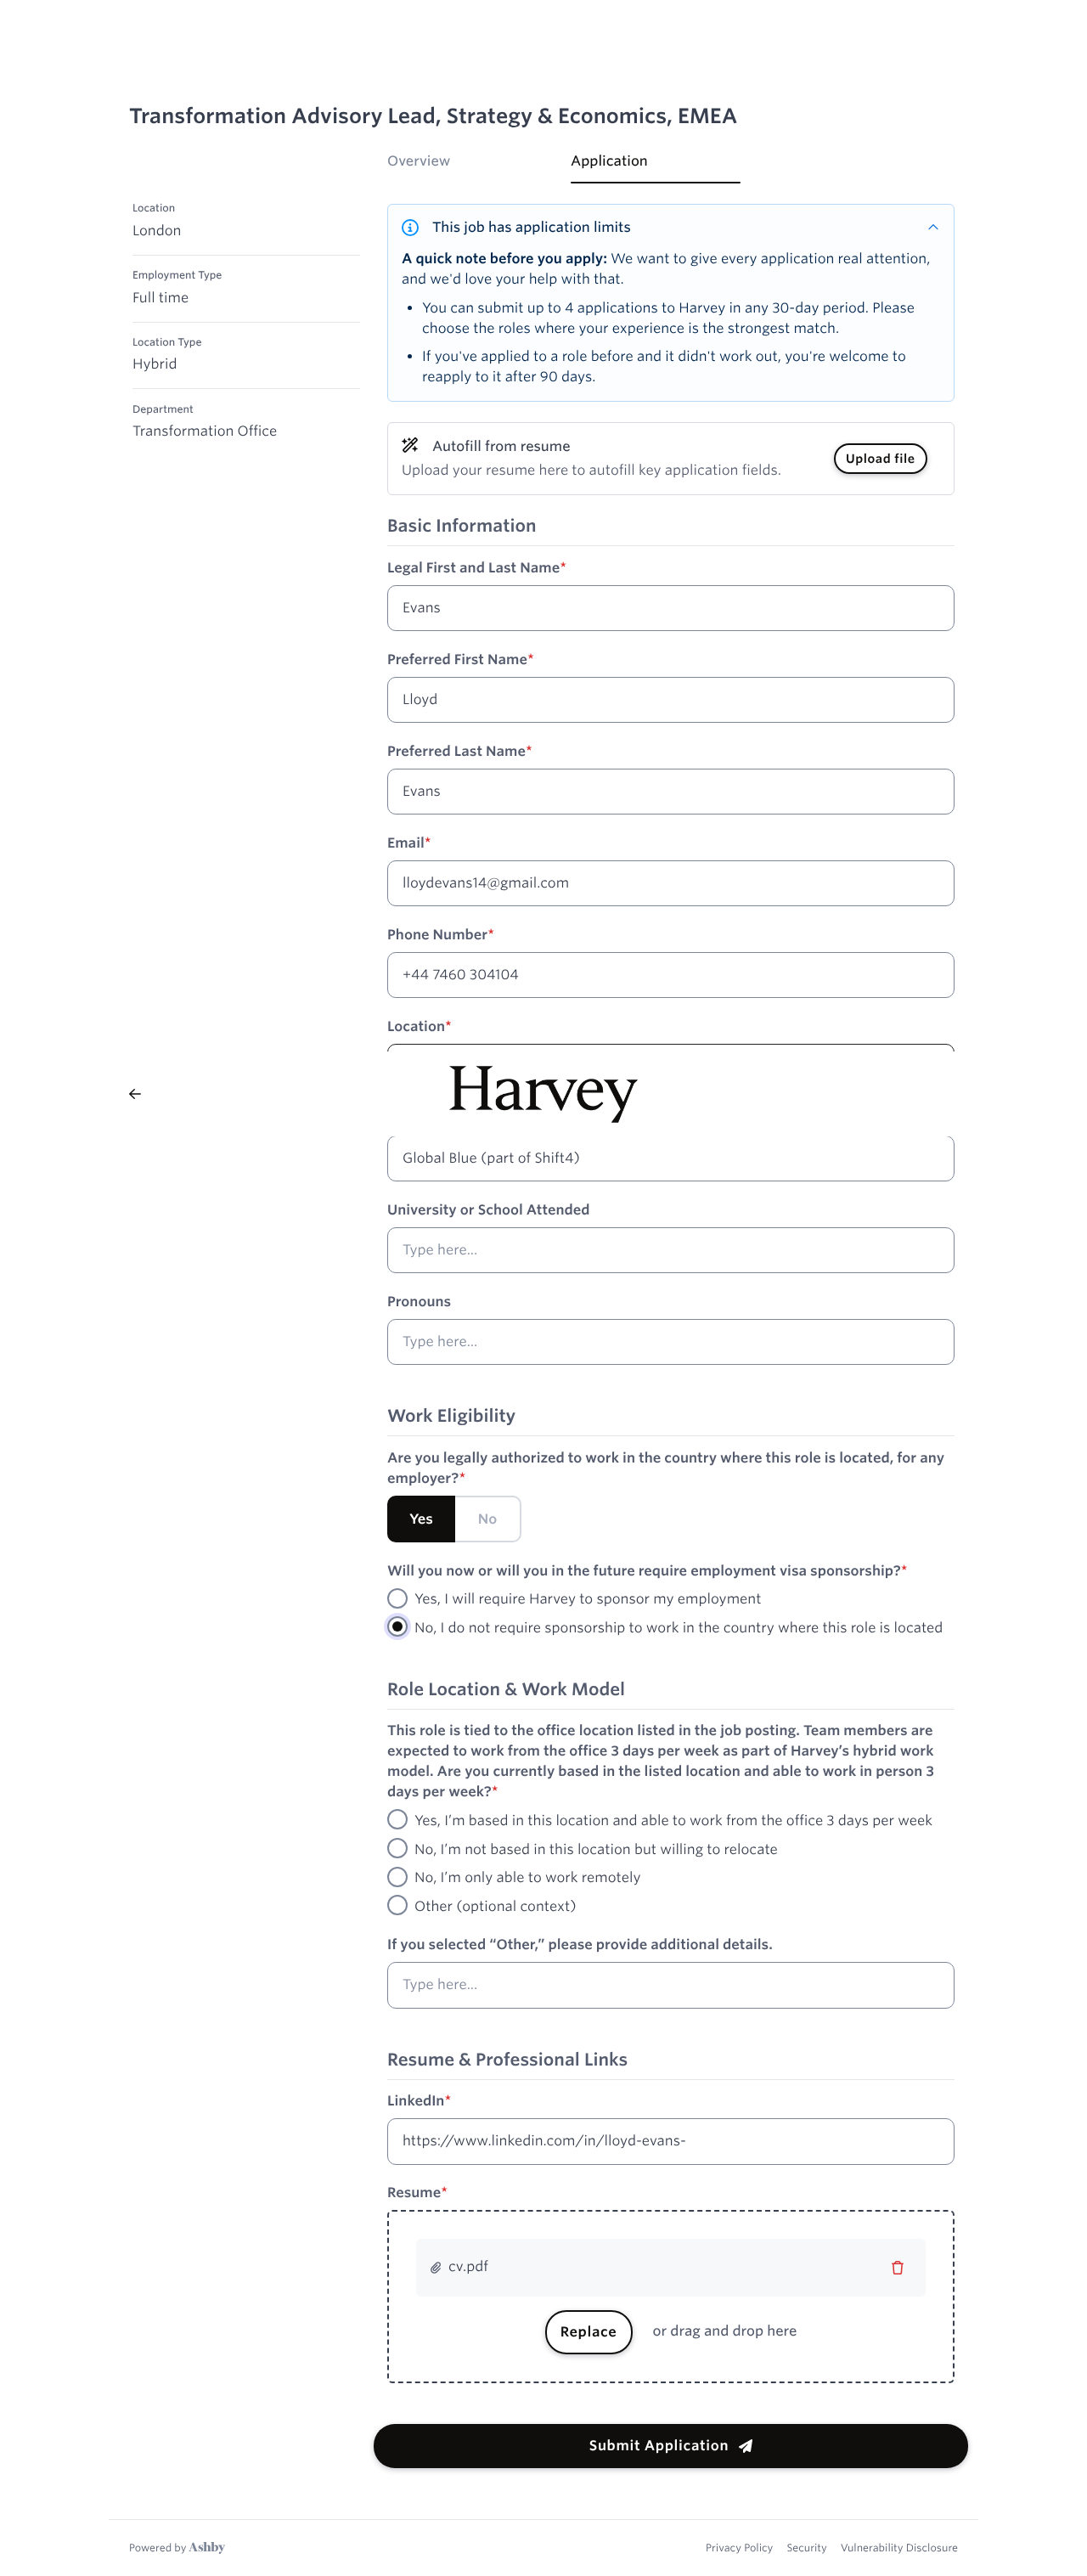 Transformation Advisory Lead, Strategy & Economics, EMEA
Overview
Application
Location
London
Employment Type
Full time
Location Type
Hybrid
Department
Transformation Office
This job has application limits
A quick note before you apply: We want to give every application real attention,
and we'd love your help with that.
• You can submit up to 4 applications to Harvey in any 30-day period. Please
choose the roles where your experience is the strongest match.
• If you've applied to a role before and it didn't work out, you're welcome to
reapply to it after 90 days.
Autofill from resume
Upload your resume here to autofill key application fields.
Upload file
Basic Information
Legal First and Last Name*
Evans
Preferred First Name*
Lloyd
Preferred Last Name*
Evans
Email*
lloydevans14@gmail.com
Phone Number*
+44 7460 304104
Location*
Harvey
Global Blue (part of Shift4)
University or School Attended
Type here...
Pronouns
Type here...
Work Eligibility
Are you legally authorized to work in the country where this role is located, for any
employer?*
Yes
No
Will you now or will you in the future require employment visa sponsorship?*
Yes, I will require Harvey to sponsor my employment
No, I do not require sponsorship to work in the country where this role is located
Role Location & Work Model
This role is tied to the office location listed in the job posting. Team members are
expected to work from the office 3 days per week as part of Harvey’s hybrid work
model. Are you currently based in the listed location and able to work in person 3
days per week?*
Yes, I’m based in this location and able to work from the office 3 days per week
No, I’m not based in this location but willing to relocate
No, I’m only able to work remotely
Other (optional context)
If you selected “Other,” please provide additional details.
Type here...
Resume & Professional Links
LinkedIn*
https://www.linkedin.com/in/lloyd-evans-
Resume*
cv.pdf
Replace
or drag and drop here
Submit Application
Powered by Ashby
Privacy Policy
Security
Vulnerability Disclosure